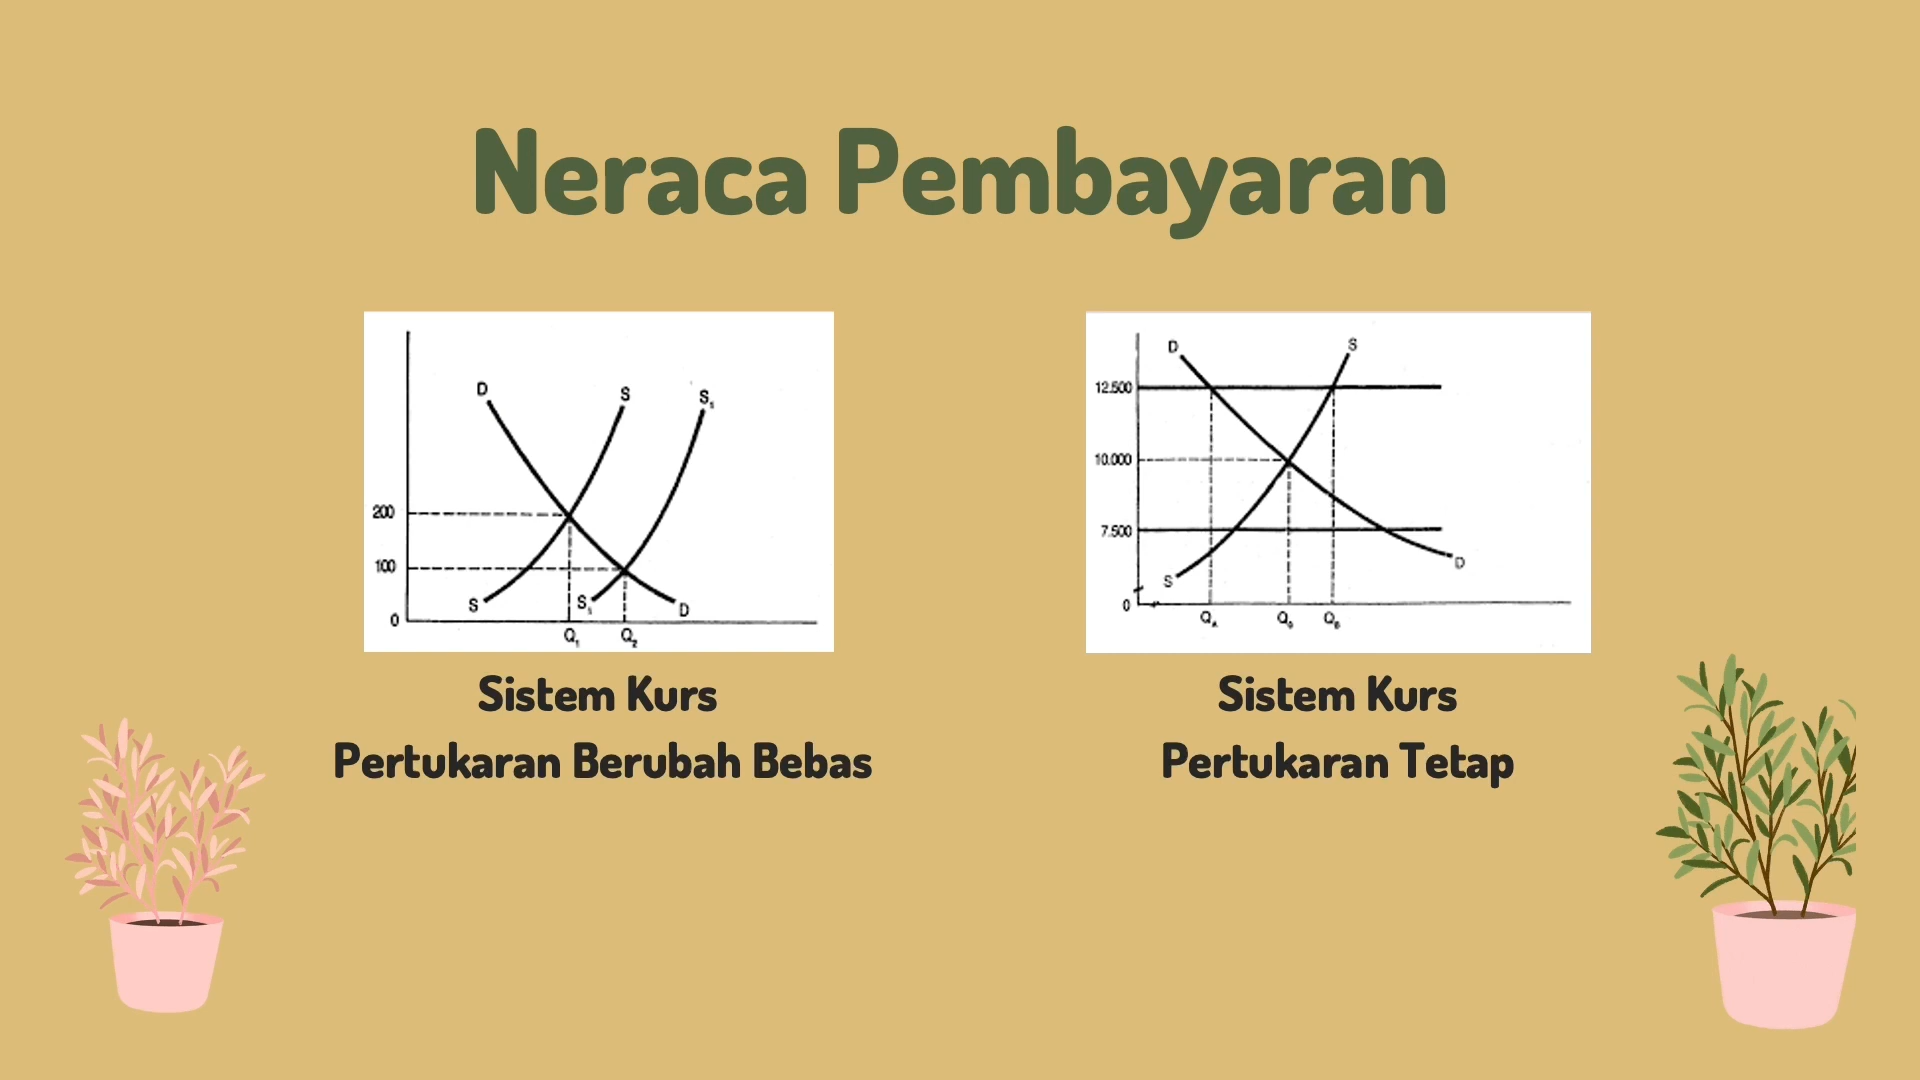 Neraca Pembayaran
D
S
S₁
200
100
0
S
S₁
D
Q₁
Q₂
D
S
12.500
10.000
7.500
D
S
0
Qₐ
Q₀
Qв
Sistem Kurs
Pertukaran Berubah Bebas
Sistem Kurs
Pertukaran Tetap